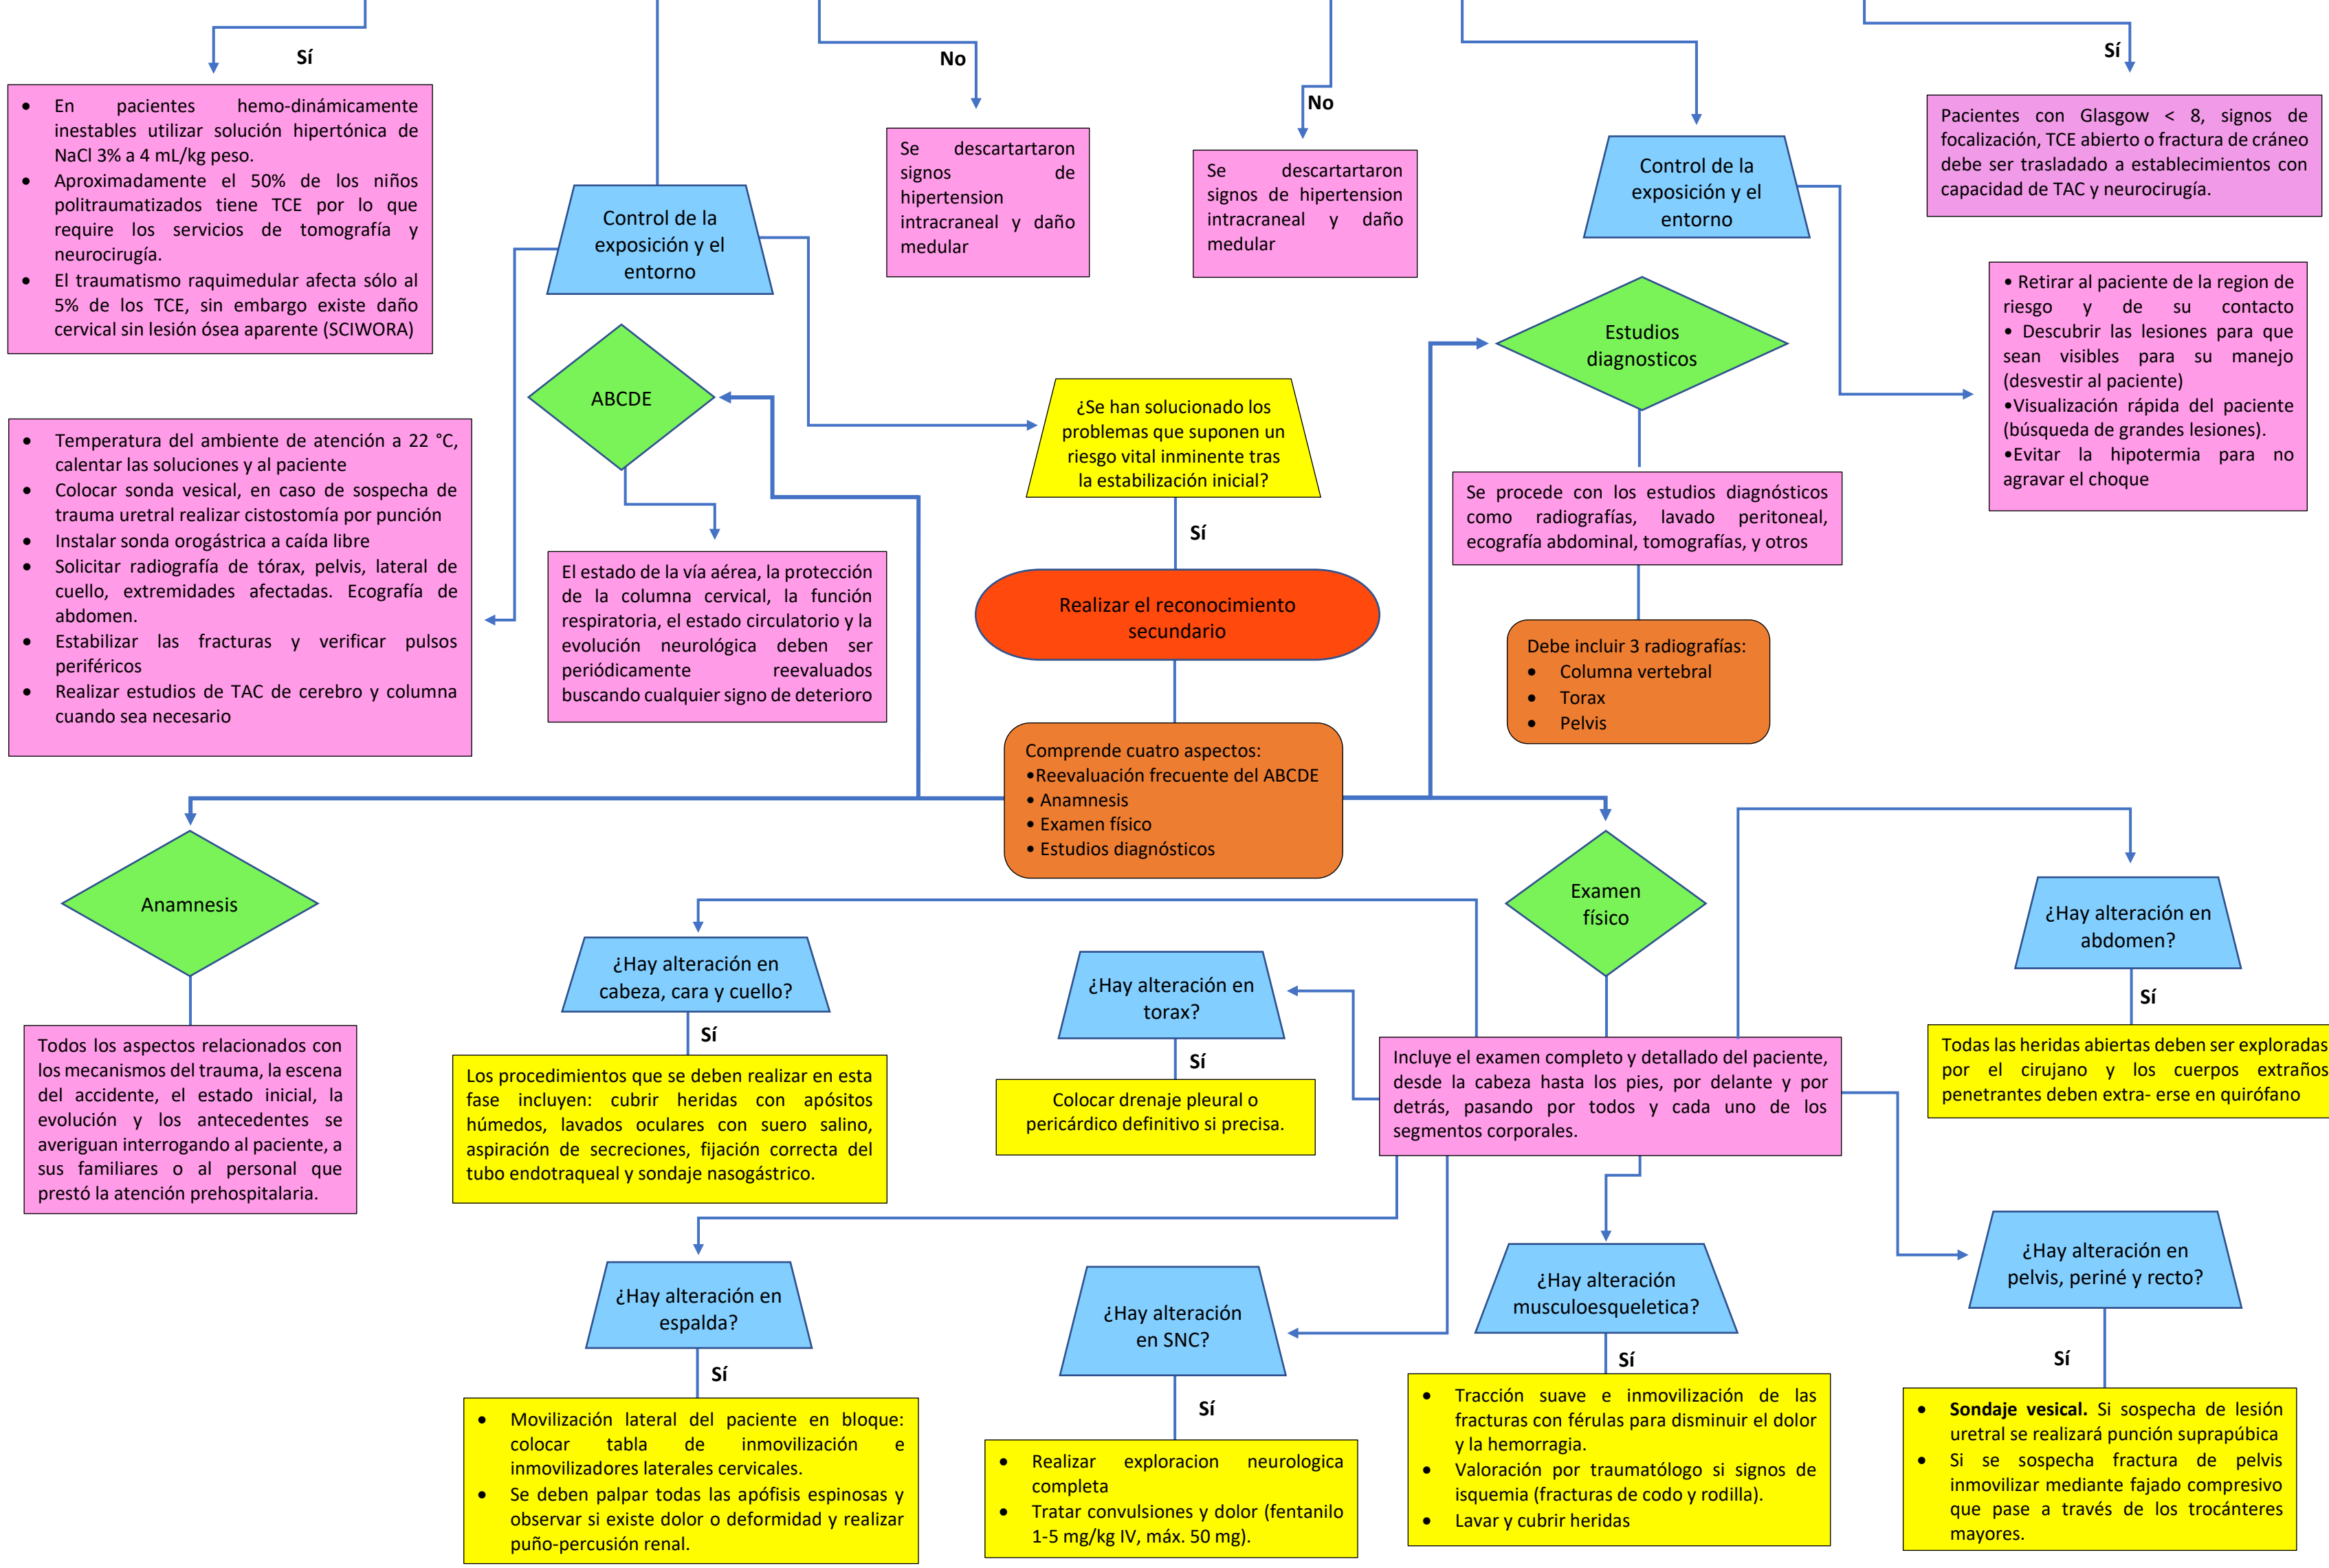 Sí
No
No
Sí
• En pacientes hemo-dinámicamente
inestables utilizar solución hipertónica de
NaCl 3% a 4 mL/kg peso.
• Aproximadamente el 50% de los niños
politraumatizados tiene TCE por lo que
require los servicios de tomografía y
neurocirugía.
• El traumatismo raquimedular afecta sólo al
5% de los TCE, sin embargo existe daño
cervical sin lesión ósea aparente (SCIWORA)
Control de la
exposición y el
entorno
Se descartartaron
signos de
hipertension
intracraneal y daño
medular
Se descartartaron
signos de hipertension
intracraneal y daño
medular
Control de la
exposición y el
entorno
Pacientes con Glasgow < 8, signos de
focalización, TCE abierto o fractura de cráneo
debe ser trasladado a establecimientos con
capacidad de TAC y neurocirugía.
• Retirar al paciente de la region de
riesgo y de su contacto
• Descubrir las lesiones para que
sean visibles para su manejo
(desvestir al paciente)
•Visualización rápida del paciente
(búsqueda de grandes lesiones).
•Evitar la hipotermia para no
agravar el choque
ABCDE
¿Se han solucionado los
problemas que suponen un
riesgo vital inminente tras
la estabilización inicial?
Estudios
diagnosticos
• Temperatura del ambiente de atención a 22 °C,
calentar las soluciones y al paciente
• Colocar sonda vesical, en caso de sospecha de
trauma uretral realizar cistostomía por punción
• Instalar sonda orogástrica a caída libre
• Solicitar radiografía de tórax, pelvis, lateral de
cuello, extremidades afectadas. Ecografía de
abdomen.
• Estabilizar las fracturas y verificar pulsos
periféricos
• Realizar estudios de TAC de cerebro y columna
cuando sea necesario
El estado de la vía aérea, la protección
de la columna cervical, la función
respiratoria, el estado circulatorio y la
evolución neurológica deben ser
periódicamente reevaluados
buscando cualquier signo de deterioro
Sí
Realizar el reconocimiento
secundario
Se procede con los estudios diagnósticos
como radiografías, lavado peritoneal,
ecografía abdominal, tomografías, y otros
Debe incluir 3 radiografías:
• Columna vertebral
• Torax
• Pelvis
Comprende cuatro aspectos:
•Reevaluación frecuente del ABCDE
• Anamnesis
• Examen físico
• Estudios diagnósticos
Anamnesis
Examen
físico
¿Hay alteración en
cabeza, cara y cuello?
Sí
¿Hay alteración en
torax?
Sí
¿Hay alteración en
abdomen?
Sí
Todos los aspectos relacionados con
los mecanismos del trauma, la escena
del accidente, el estado inicial, la
evolución y los antecedentes se
averiguan interrogando al paciente, a
sus familiares o al personal que
prestó la atención prehospitalaria.
Los procedimientos que se deben realizar en esta
fase incluyen: cubrir heridas con apósitos
húmedos, lavados oculares con suero salino,
aspiración de secreciones, fijación correcta del
tubo endotraqueal y sondaje nasogástrico.
Colocar drenaje pleural o
pericárdico definitivo si precisa.
Incluye el examen completo y detallado del paciente,
desde la cabeza hasta los pies, por delante y por
detrás, pasando por todos y cada uno de los
segmentos corporales.
Todas las heridas abiertas deben ser exploradas
por el cirujano y los cuerpos extraños
penetrantes deben extra- erse en quirófano
¿Hay alteración en
espalda?
Sí
¿Hay alteración
en SNC?
Sí
¿Hay alteración
musculoesqueletica?
Sí
¿Hay alteración en
pelvis, periné y recto?
Sí
• Movilización lateral del paciente en bloque:
colocar tabla de inmovilización e
inmovilizadores laterales cervicales.
• Se deben palpar todas las apófisis espinosas y
observar si existe dolor o deformidad y realizar
puño-percusión renal.
• Realizar exploracion neurologica
completa
• Tratar convulsiones y dolor (fentanilo
1-5 mg/kg IV, máx. 50 mg).
• Tracción suave e inmovilización de las
fracturas con férulas para disminuir el dolor
y la hemorragia.
• Valoración por traumatólogo si signos de
isquemia (fracturas de codo y rodilla).
• Lavar y cubrir heridas
• Sondaje vesical. Si sospecha de lesión
uretral se realizará punción suprapúbica
• Si se sospecha fractura de pelvis
inmovilizar mediante fajado compresivo
que pase a través de los trocánteres
mayores.